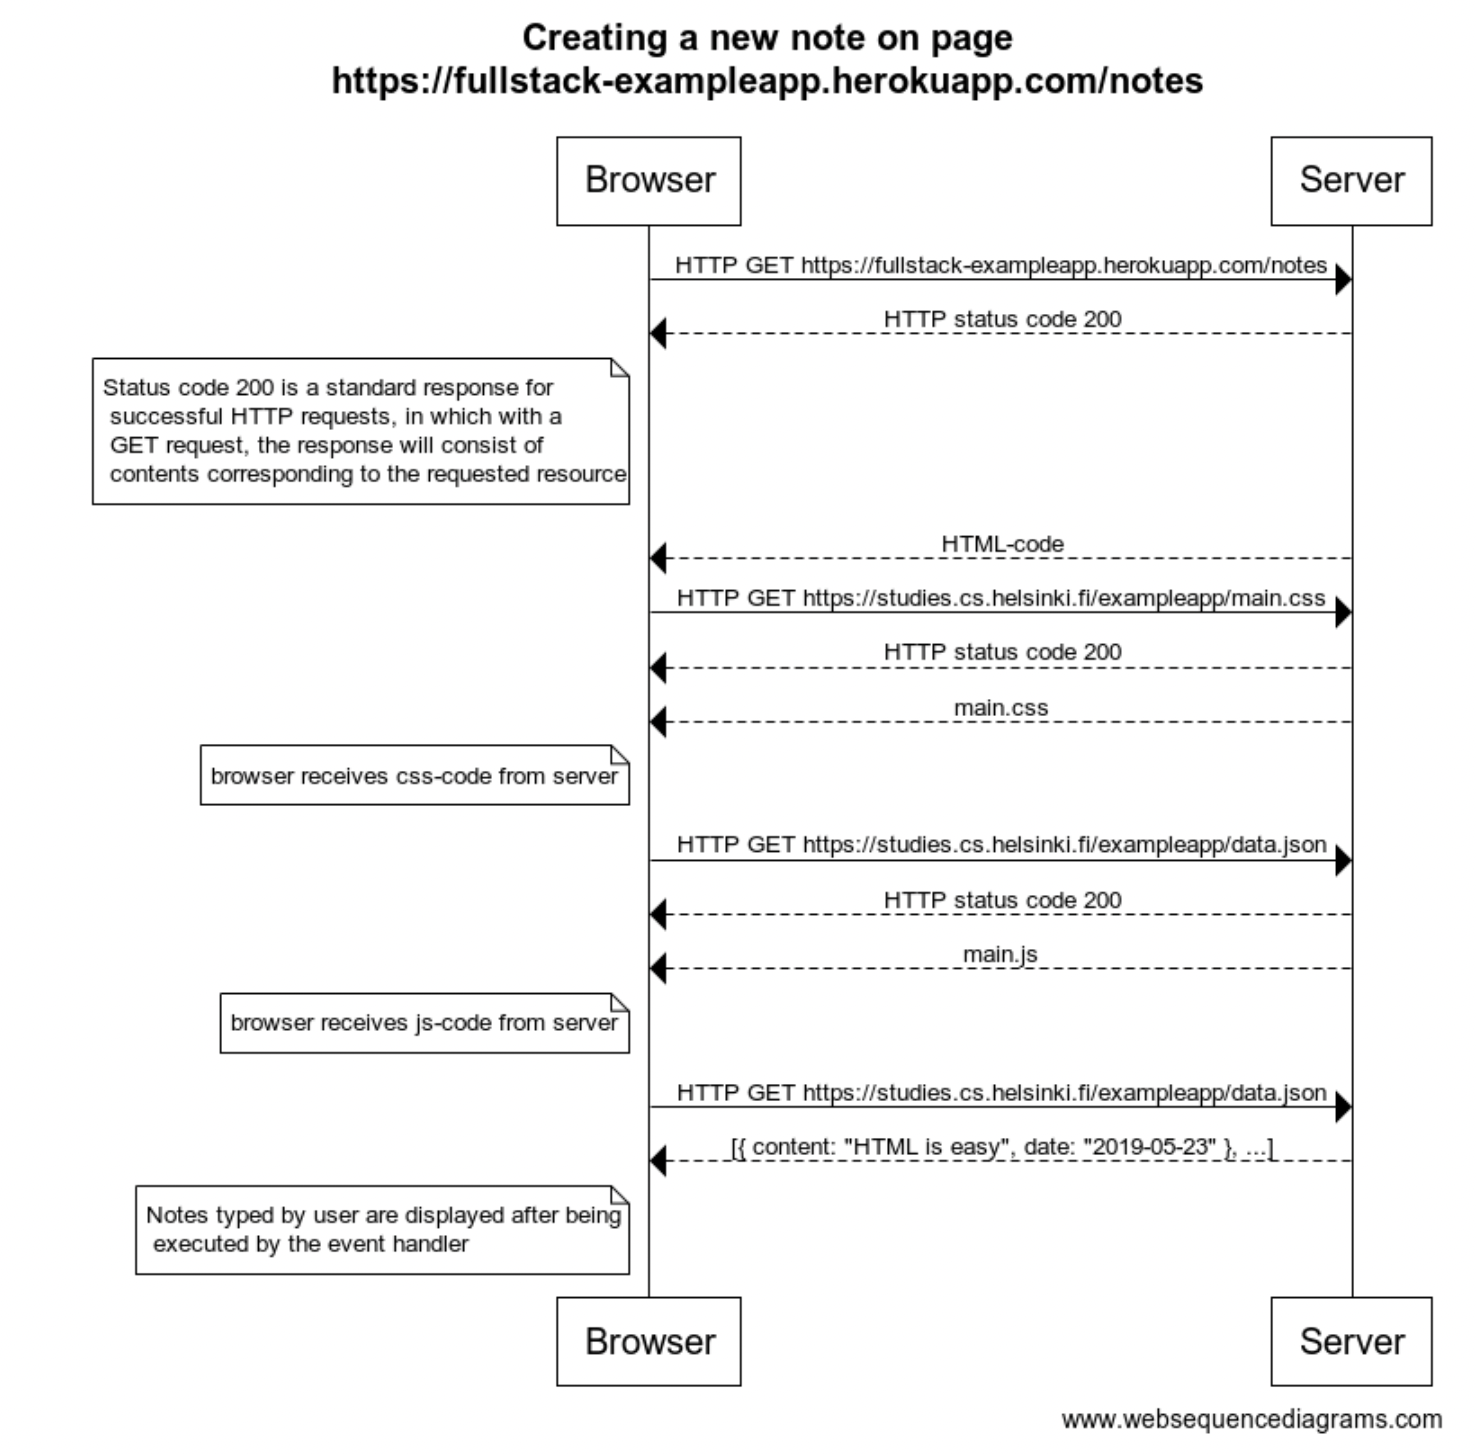 Creating a new note on page
https://fullstack-exampleapp.herokuapp.com/notes
Browser
Server
HTTP GET https://fullstack-exampleapp.herokuapp.com/notes
HTTP status code 200
Status code 200 is a standard response for
successful HTTP requests, in which with a
GET request, the response will consist of
contents corresponding to the requested resource
HTML-code
HTTP GET https://studies.cs.helsinki.fi/exampleapp/main.css
HTTP status code 200
main.css
browser receives css-code from server
HTTP GET https://studies.cs.helsinki.fi/exampleapp/data.json
HTTP status code 200
main.js
browser receives js-code from server
HTTP GET https://studies.cs.helsinki.fi/exampleapp/data.json
[{ content: "HTML is easy", date: "2019-05-23" }, ...]
Notes typed by user are displayed after being
executed by the event handler
Browser
Server
www.websequencediagrams.com